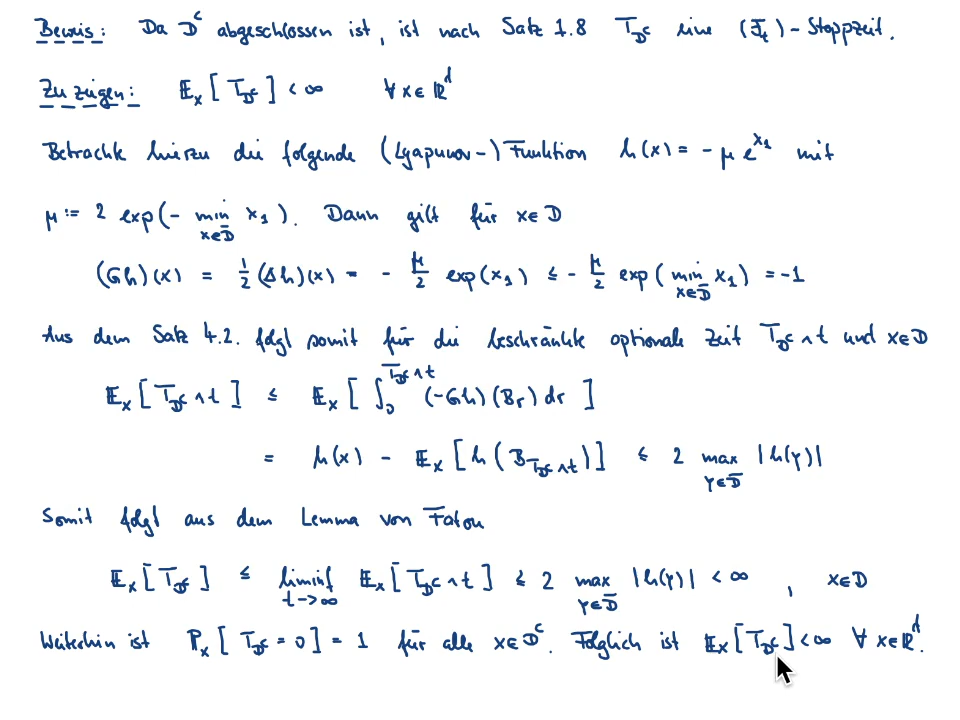 Beweis: Da D^c abgeschlossen ist, ist nach Satz 1.8 T_{D^c} eine (F_t)-Stoppzeit.
Zu zeigen: 𝔼_x[T_{D^c}] < ∞ ∀ x ∈ ℝ^d
Betrachte hierzu die folgende (Lyapunov-) Funktion h(x) = - μ e^{x_1} mit
μ := 2 exp(- min_{x∈D̄} x_1). Dann gilt für x∈D
(Gh)(x) = 1/2 (Δh)(x) = - μ/2 exp(x_1) ≤ - μ/2 exp(min_{x∈D̄} x_1) = -1
Aus dem Satz 4.2. folgt somit für die beschränkte optionale Zeit T_{D^c} ∧ t und x∈D
𝔼_x[T_{D^c} ∧ t] ≤ 𝔼_x[∫_0^{T_{D^c} ∧ t} (-Gh)(B_r) dr]
= h(x) - 𝔼_x[h(B_{T_{D^c} ∧ t})] ≤ 2 max_{y∈D̄} |h(y)|
Somit folgt aus dem Lemma von Fatou
𝔼_x[T_{D^c}] ≤ liminf_{t→∞} 𝔼_x[T_{D^c} ∧ t] ≤ 2 max_{y∈D̄} |h(y)| < ∞ , x∈D
Weiterhin ist P_x[T_{D^c} = 0] = 1 für alle x∈D^c. Folglich ist 𝔼_x[T_{D^c}] < ∞ ∀ x∈ℝ^d.